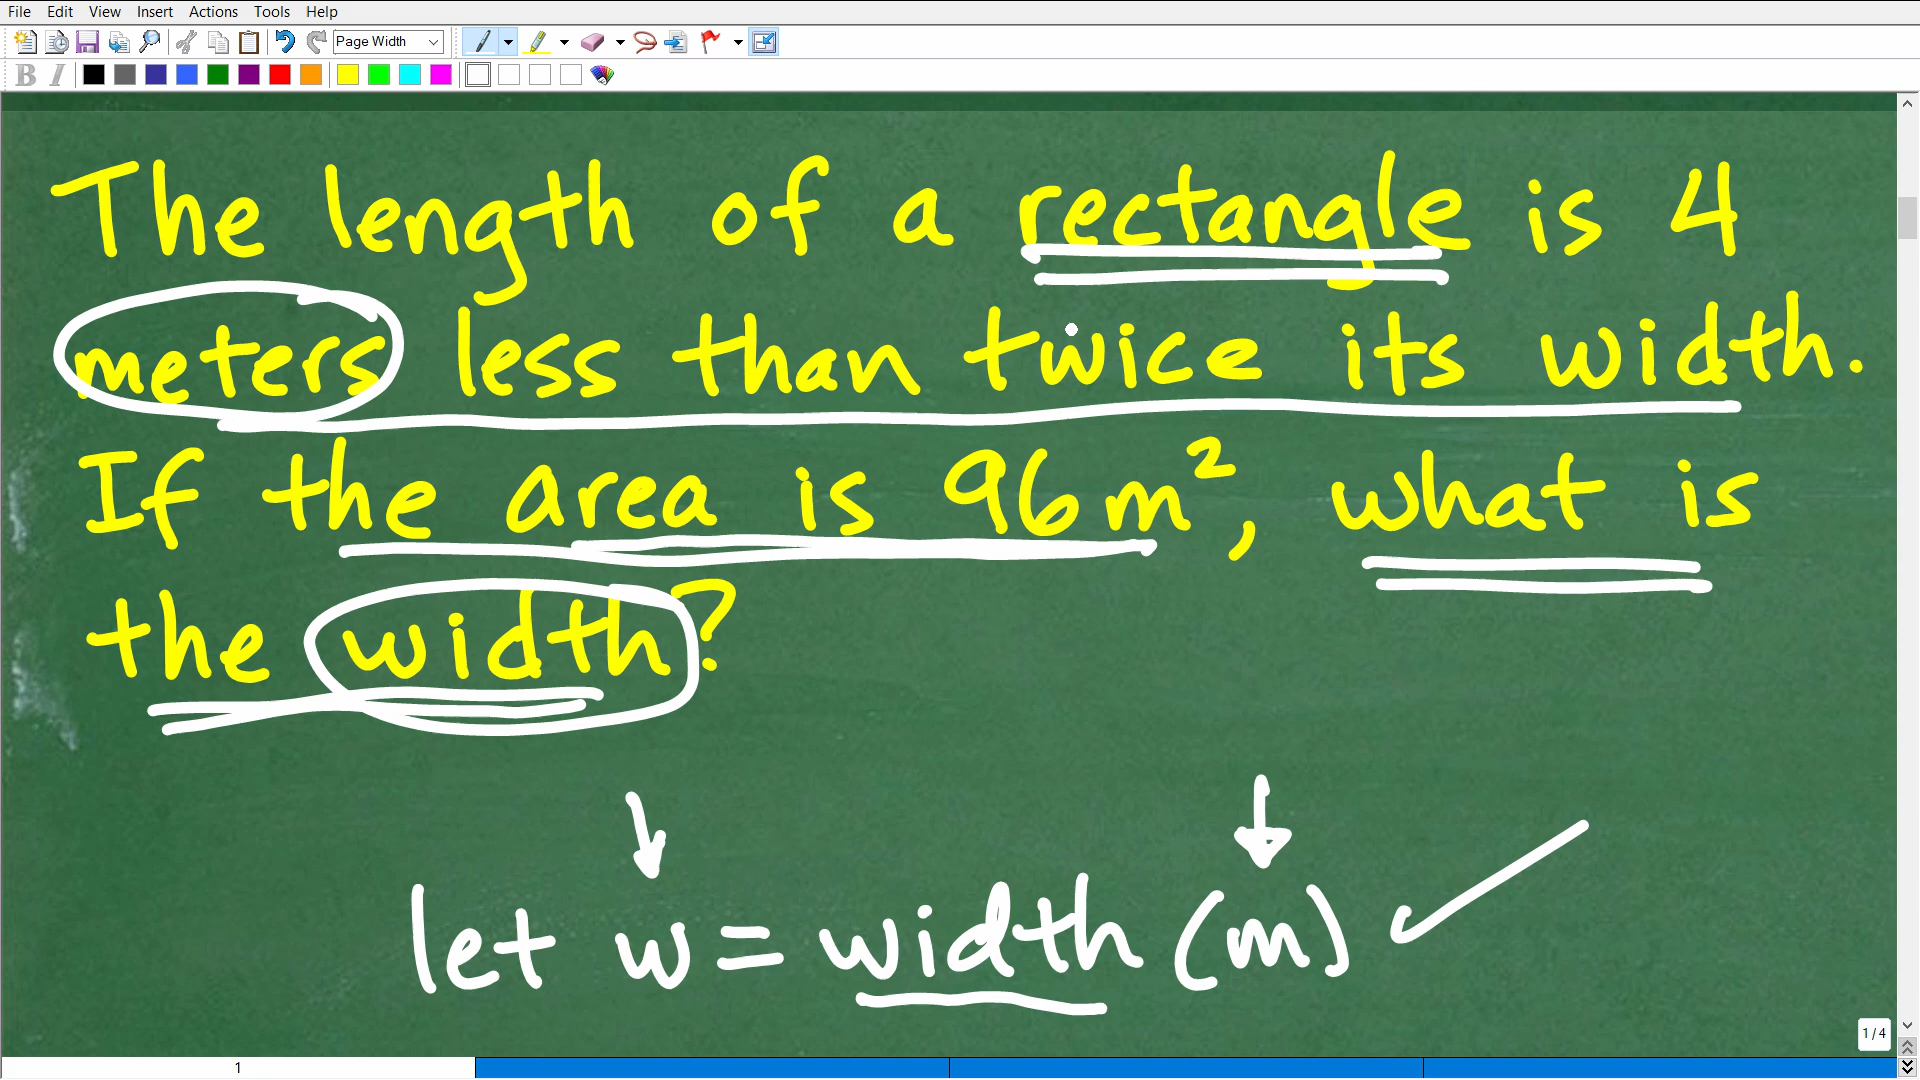 File Edit View Insert Actions Tools Help
Page Width
B I
The length of a rectangle is 4
meters less than twice its width.
If the area is 96m², what is
the width?
let w = width (m)
1 / 4
1